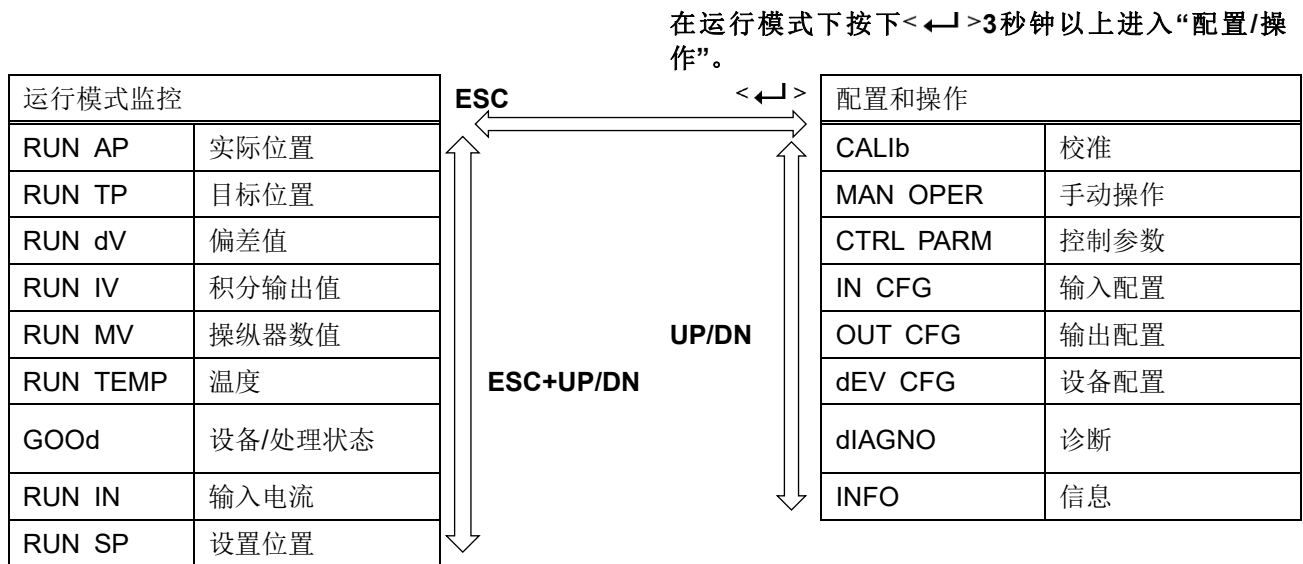 在运行模式下按下<↵>3秒钟以上进入“配置/操
作”。
运行模式监控
ESC
<↵>
配置和操作
RUN AP 实际位置
RUN TP 目标位置
RUN dV 偏差值
RUN IV 积分输出值
RUN MV 操纵器数值
RUN TEMP 温度
GOOd 设备/处理状态
RUN IN 输入电流
RUN SP 设置位置
ESC+UP/DN
UP/DN
CALIb 校准
MAN OPER 手动操作
CTRL PARM 控制参数
IN CFG 输入配置
OUT CFG 输出配置
dEV CFG 设备配置
dIAGNO 诊断
INFO 信息